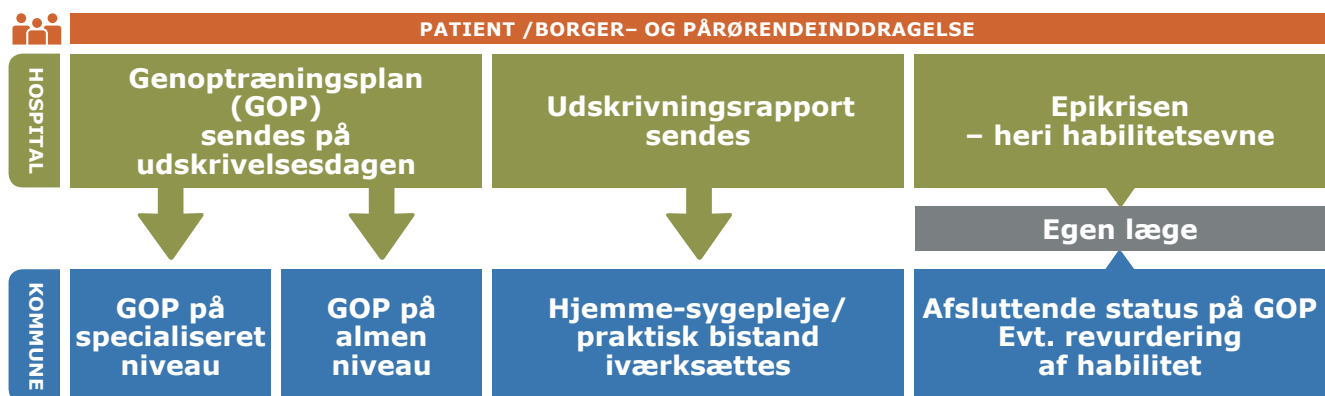 PATIENT /BORGER– OG PÅRØRENDEINDDRAGELSE
HOSPITAL
Genoptræningsplan
(GOP)
sendes på
udskrivelsesdagen
Udskrivningsrapport
sendes
Epikrisen
– heri habilitetsevne
Egen læge
KOMMUNE
GOP på
specialiseret
niveau
GOP på
almen
niveau
Hjemme-sygepleje/
praktisk bistand
iværksættes
Afsluttende status på GOP
Evt. revurdering
af habilitet